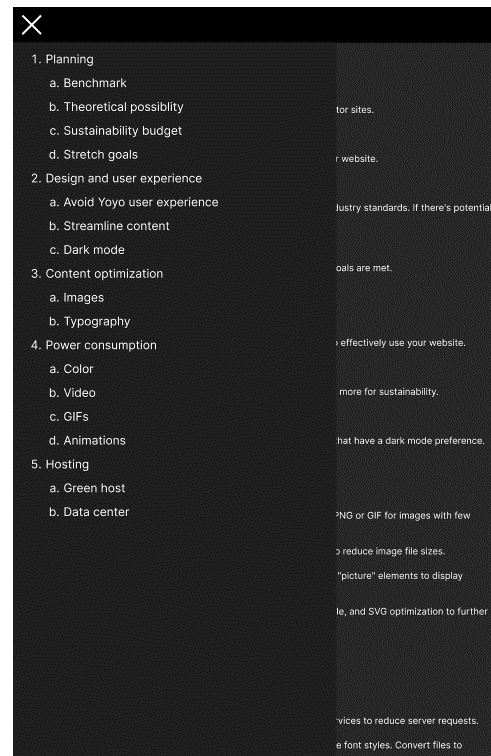 1. Planning
a. Benchmark
b. Theoretical possiblity
c. Sustainability budget
d. Stretch goals
2. Design and user experience
a. Avoid Yoyo user experience
b. Streamline content
c. Dark mode
3. Content optimization
a. Images
b. Typography
4. Power consumption
a. Color
b. Video
c. GIFs
d. Animations
5. Hosting
a. Green host
b. Data center
tor sites.
r website.
dustry standards. If there's potential
oals are met.
o effectively use your website.
more for sustainability.
that have a dark mode preference.
PNG or GIF for images with few
o reduce image file sizes.
"picture" elements to display
le, and SVG optimization to further
rvices to reduce server requests.
e font styles. Convert files to